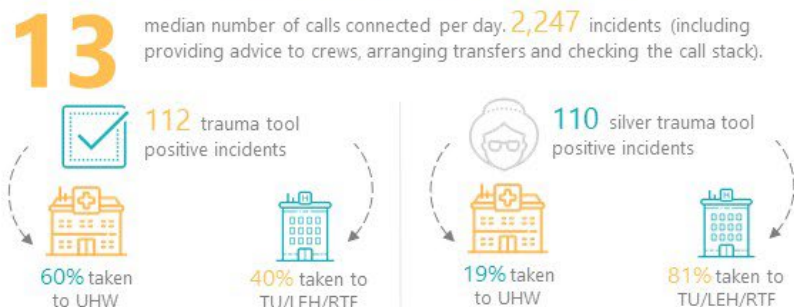 13
median number of calls connected per day. 2,247 incidents (including
providing advice to crews, arranging transfers and checking the call stack).
112 trauma tool
positive incidents
H
60% taken
to UHW
40% taken to
TU/LEH/RTF
110 silver trauma tool
positive incidents
H
19% taken
to UHW
81% taken to
TU/LEH/RTF